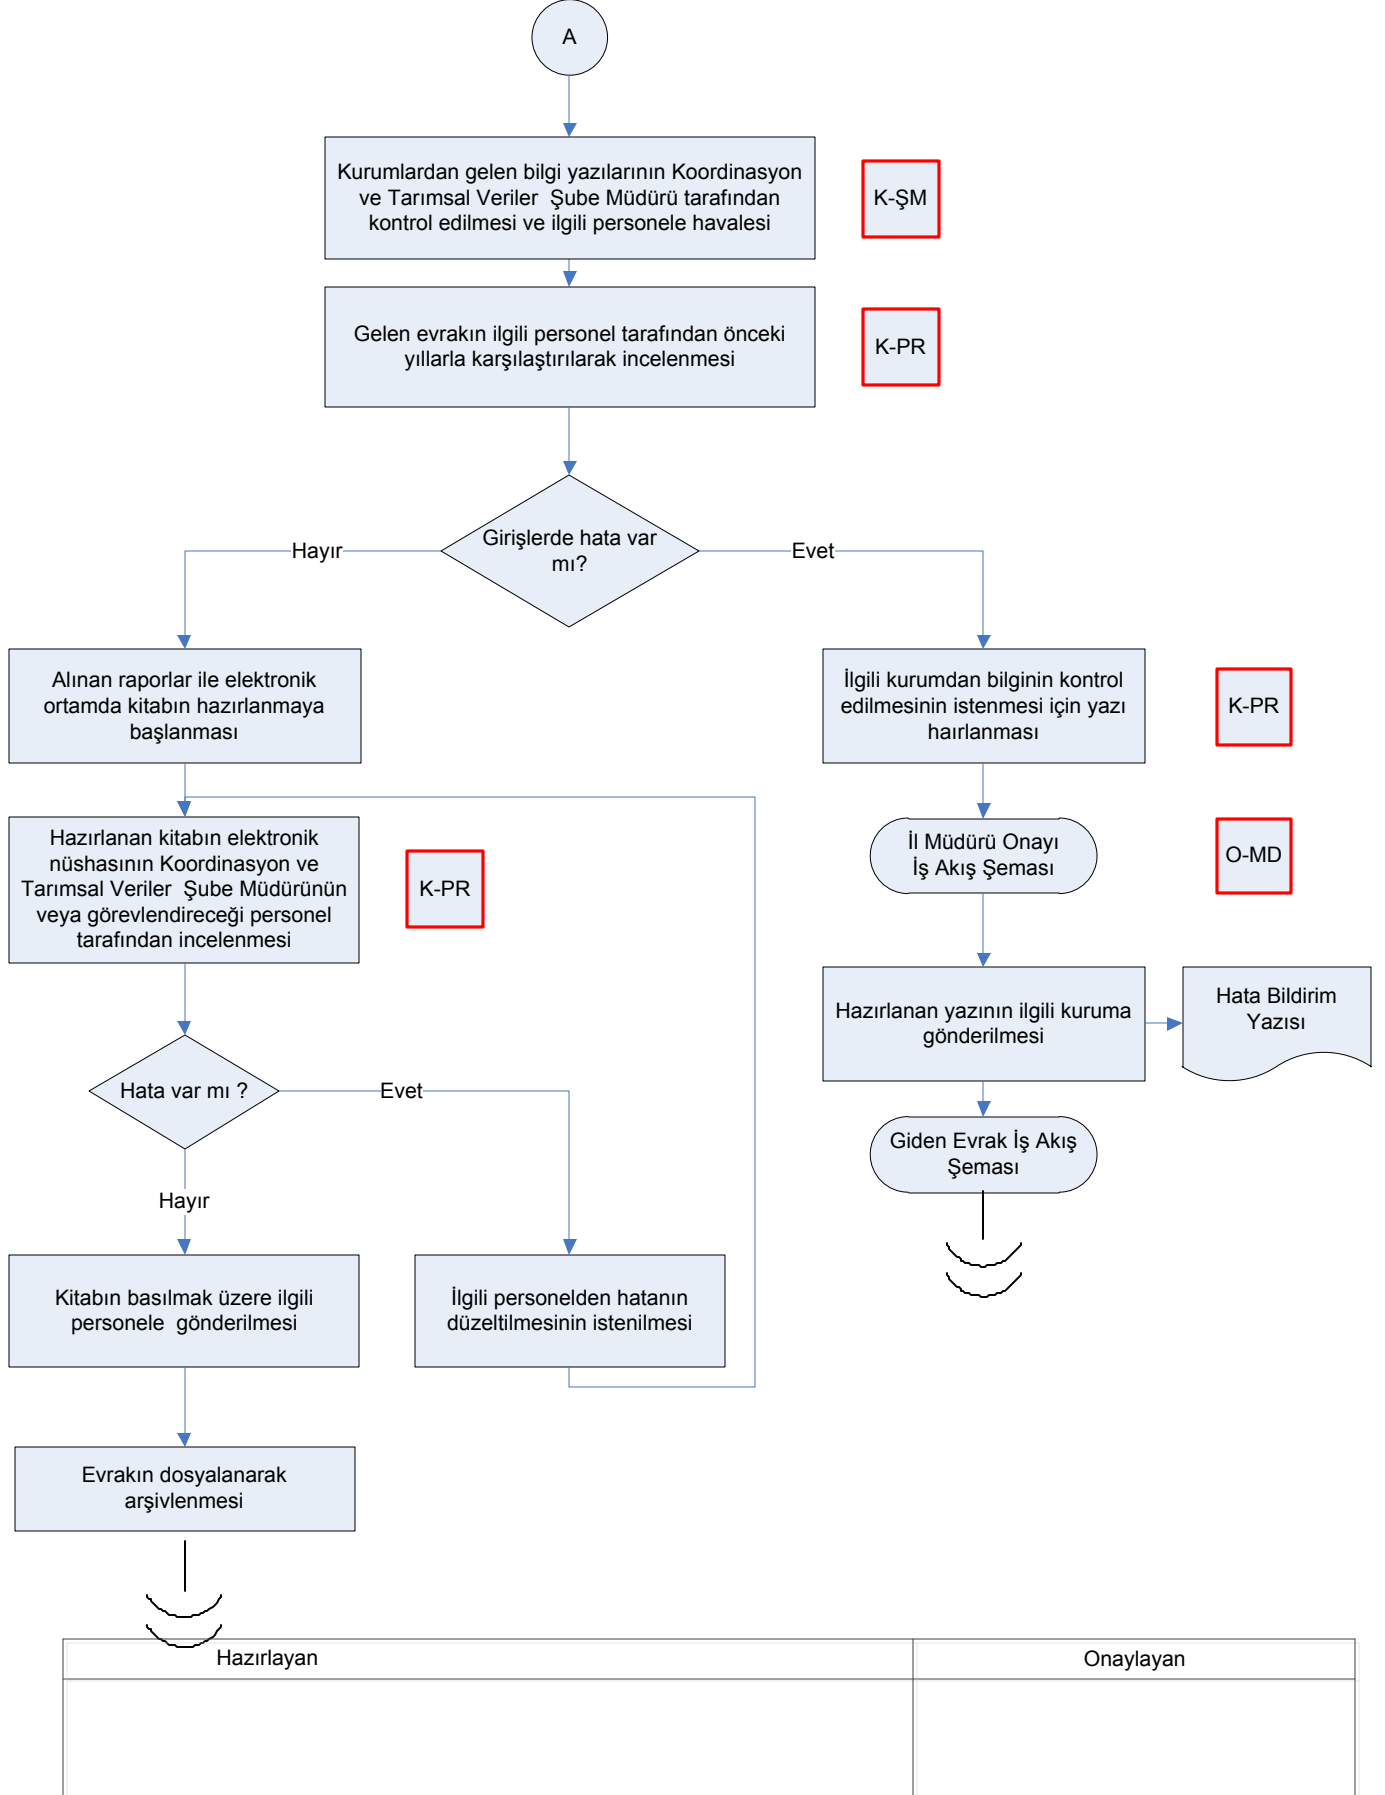 A
Kurumlardan gelen bilgi yazılarının Koordinasyon
ve Tarımsal Veriler  Şube Müdürü tarafından
kontrol edilmesi ve ilgili personele havalesi
K-ŞM
Gelen evrakın ilgili personel tarafından önceki
yıllarla karşılaştırılarak incelenmesi
K-PR
Girişlerde hata var
mı?
Hayır
Evet
Alınan raporlar ile elektronik
ortamda kitabın hazırlanmaya
başlanması
İlgili kurumdan bilginin kontrol
edilmesinin istenmesi için yazı
haırlanması
K-PR
Hazırlanan kitabın elektronik
nüshasının Koordinasyon ve
Tarımsal Veriler  Şube Müdürünün
veya görevlendireceği personel
tarafından incelenmesi
K-PR
İl Müdürü Onayı
İş Akış Şeması
O-MD
Hazırlanan yazının ilgili kuruma
gönderilmesi
Hata Bildirim
Yazısı
Hata var mı ?
Evet
Hayır
Giden Evrak İş Akış
Şeması
Kitabın basılmak üzere ilgili
personele  gönderilmesi
İlgili personelden hatanın
düzeltilmesinin istenilmesi
Evrakın dosyalanarak
arşivlenmesi
Hazırlayan
Onaylayan